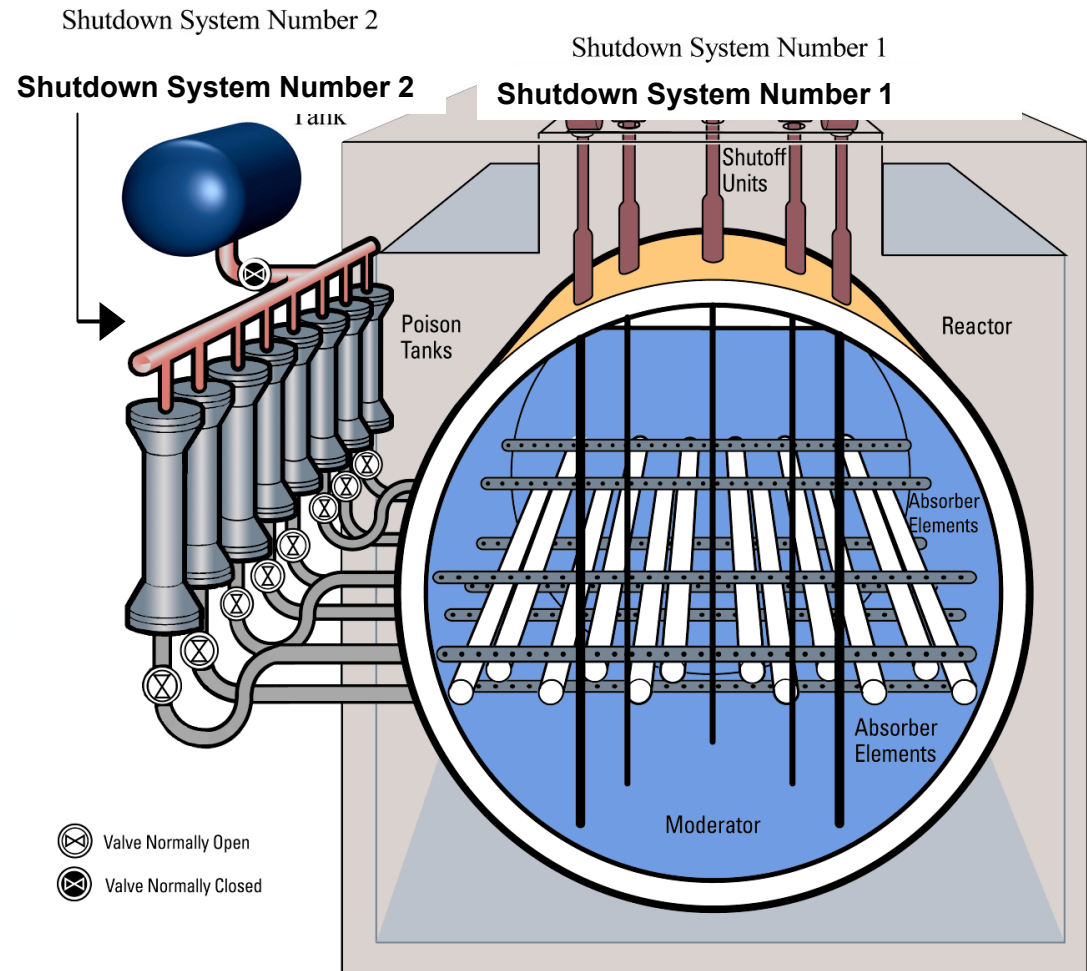 Shutdown System Number 2
Shutdown System Number 1
Shutdown System Number 2
Shutdown System Number 1
Tank
Shutoff
Units
Poison
Tanks
Reactor
Absorber
Elements
Absorber
Elements
Moderator
Valve Normally Open
Valve Normally Closed